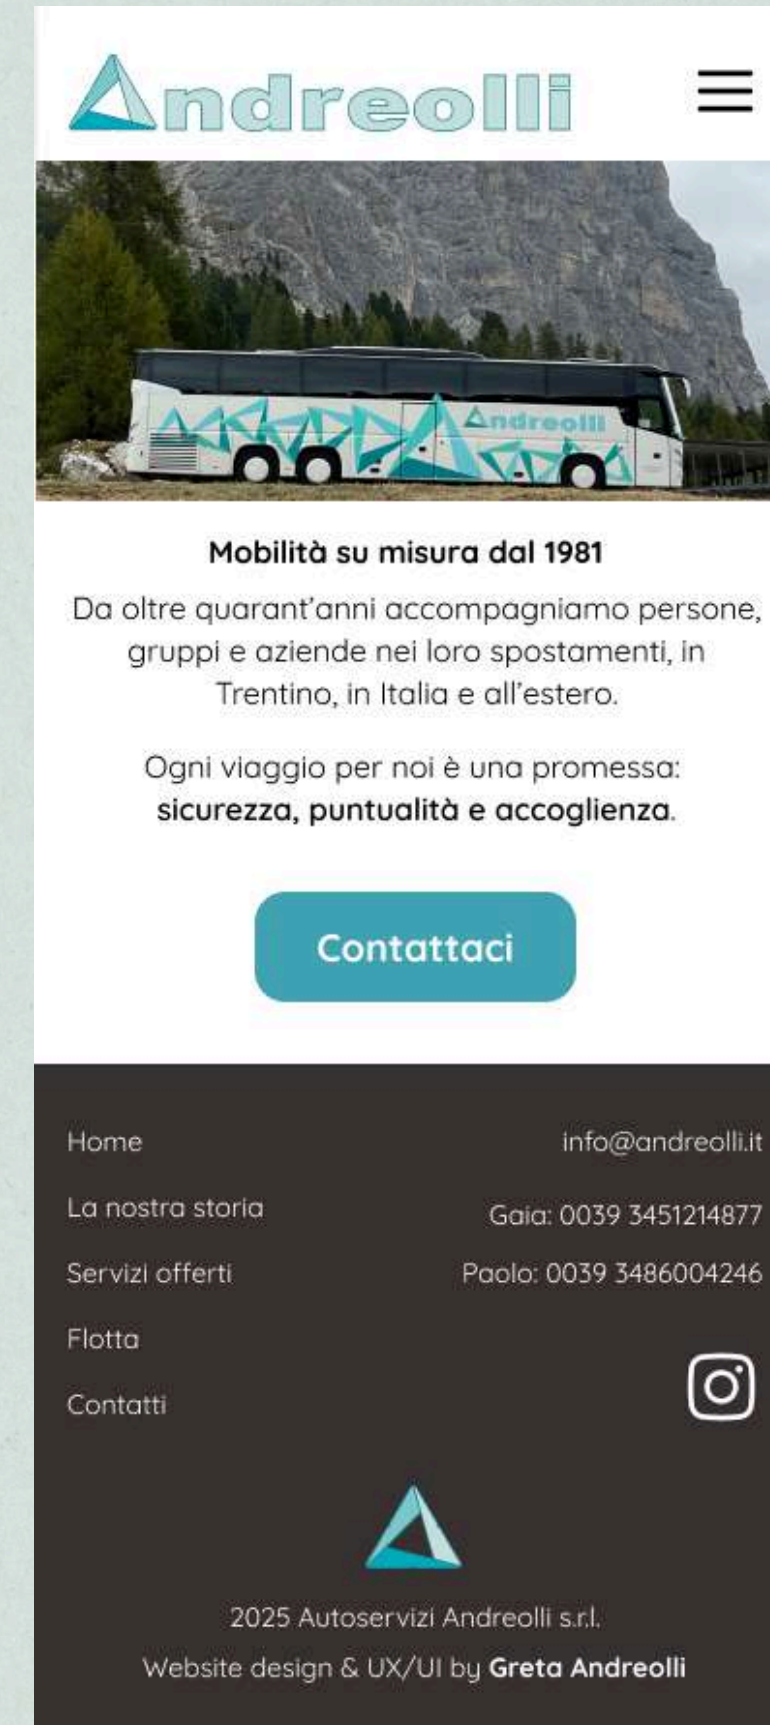 Andreolli
Andreolli
Mobilità su misura dal 1981
Da oltre quarant'anni accompagniamo persone,
gruppi e aziende nei loro spostamenti, in
Trentino, in Italia e all'estero.
Ogni viaggio per noi è una promessa:
sicurezza, puntualità e accoglienza.
Contattaci
Home
La nostra storia
Servizi offerti
Flotta
Contatti
info@andreolli.it
Gaia: 0039 3451214877
Paolo: 0039 3486004246
2025 Autoservizi Andreolli s.r.l.
Website design & UX/UI by Greta Andreolli